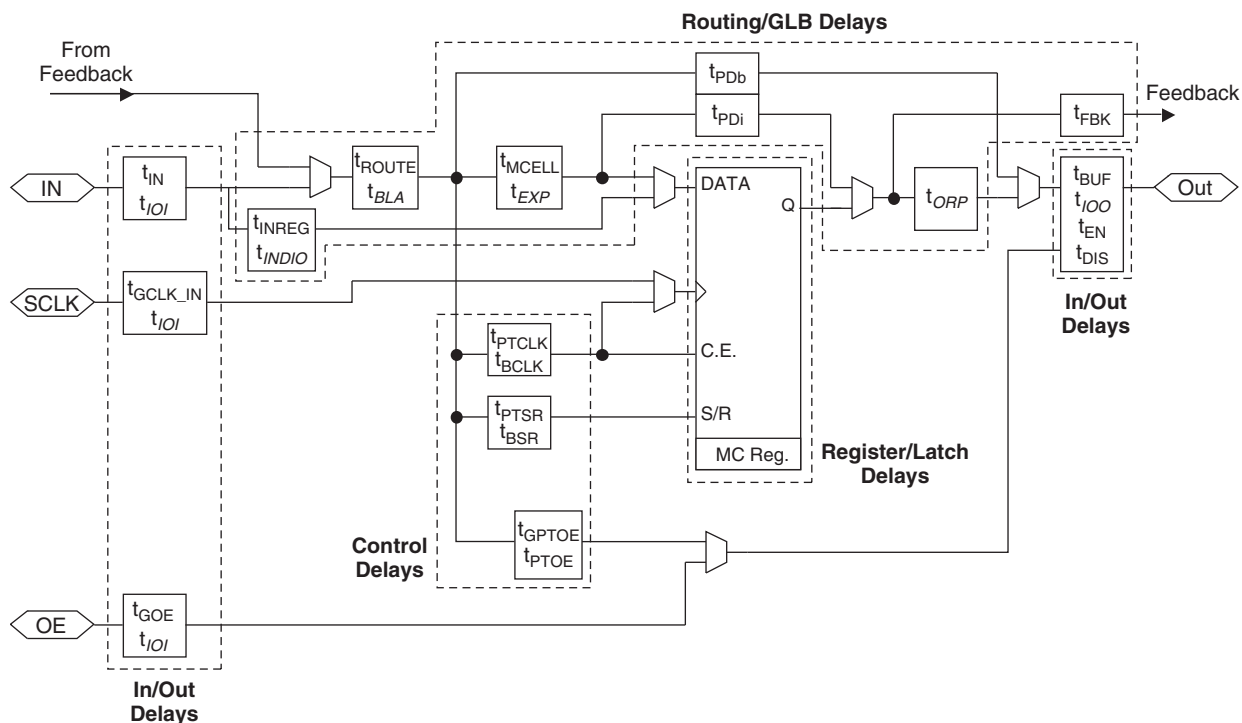 Routing/GLB Delays
From
Feedback
tPDb
tPDi
tFBK
Feedback
IN
tIN
tIOI
tROUTE
tBLA
tMCELL
tEXP
tINREG
tINDIO
DATA
Q
tORP
tBUF
tIOO
tEN
tDIS
Out
In/Out
Delays
SCLK
tGCLK_IN
tIOI
tPTCLK
tBCLK
C.E.
tPTSR
tBSR
S/R
MC Reg.
Register/Latch
Delays
Control
Delays
tGPTOE
tPTOE
OE
tGOE
tIOI
In/Out
Delays